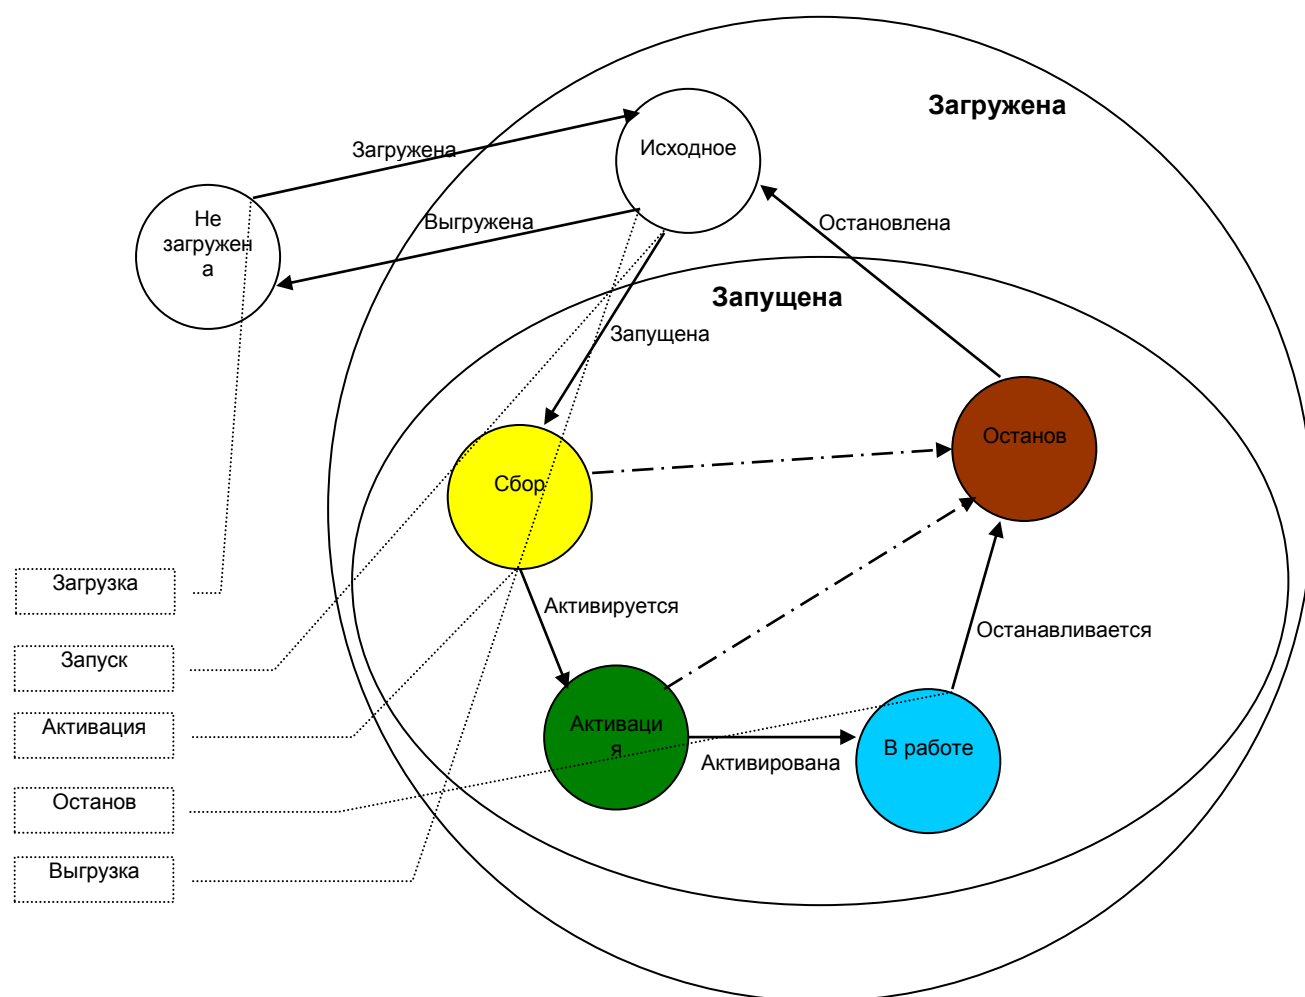 Загружена
Исходное
Загружена
Не
загружен
а
Выгружена
Остановлена
Запущена
Запущена
Останов
Сбор
Загрузка
Активируется
Останавливается
Запуск
Активация
Активаци
я
В работе
Активирована
Останов
Выгрузка